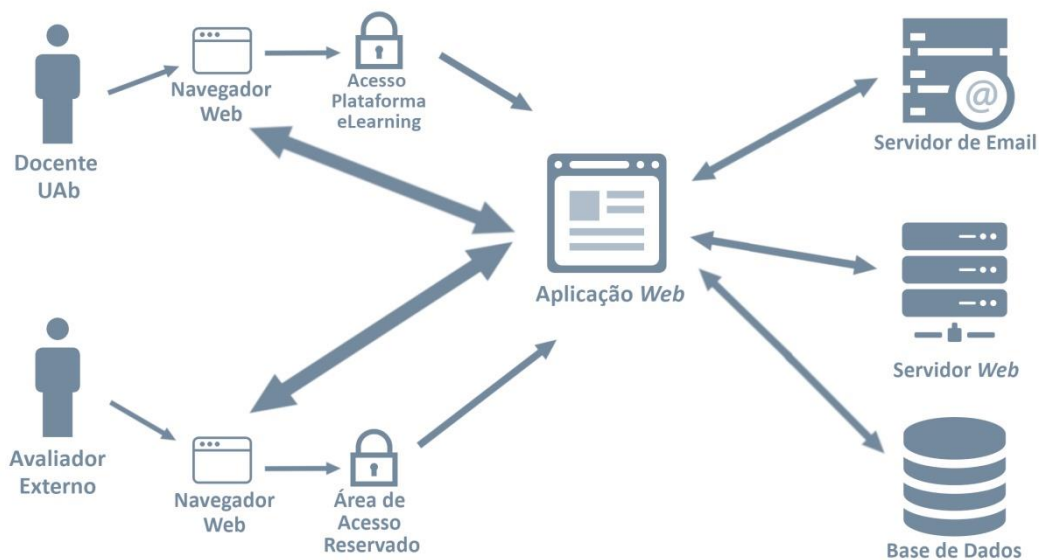 Docente
UAb
Navegador
Web
Acesso
Plataforma
eLearning
Aplicação Web
@
Servidor de Email
Servidor Web
Base de Dados
Avaliador
Externo
Navegador
Web
Área de
Acesso
Reservado